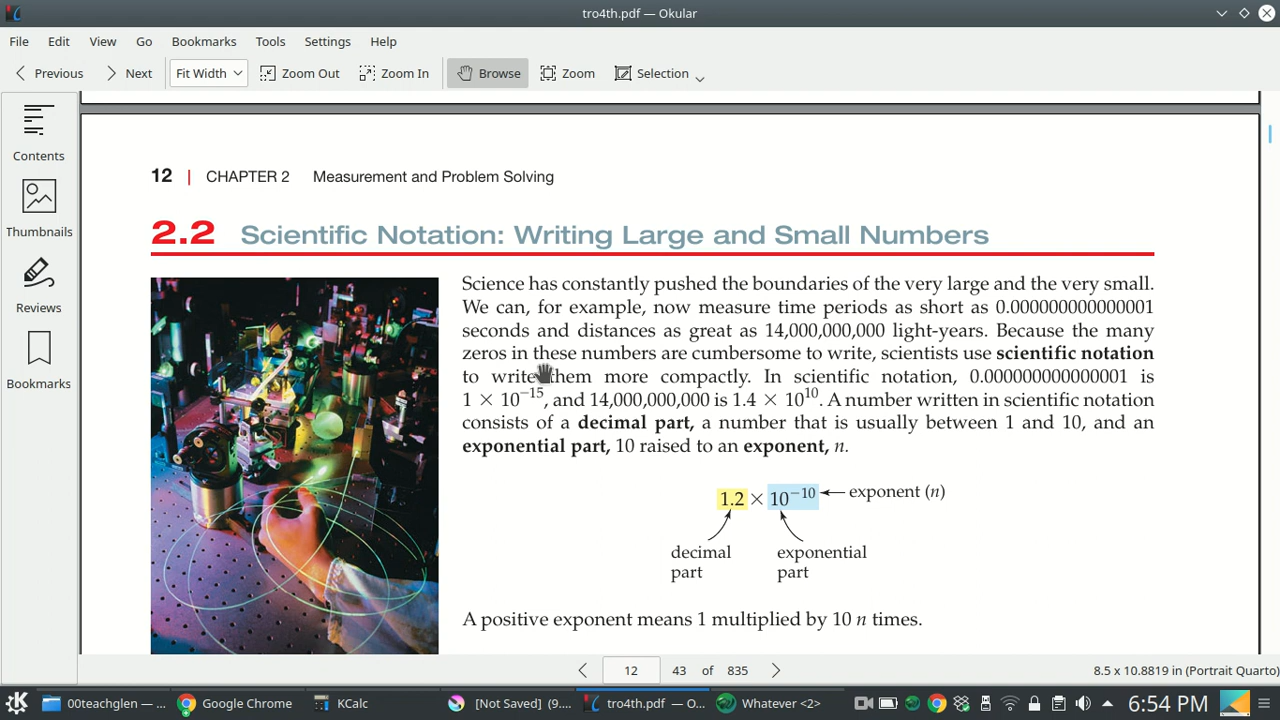 tro4th.pdf — Okular
File Edit View Go Bookmarks Tools Settings Help
Previous Next Fit Width Zoom Out Zoom In Browse Zoom Selection
Contents
Thumbnails
Reviews
Bookmarks
12 | CHAPTER 2 Measurement and Problem Solving
2.2 Scientific Notation: Writing Large and Small Numbers
Science has constantly pushed the boundaries of the very large and the very small.
We can, for example, now measure time periods as short as 0.000000000000001
seconds and distances as great as 14,000,000,000 light-years. Because the many
zeros in these numbers are cumbersome to write, scientists use scientific notation
to write them more compactly. In scientific notation, 0.000000000000001 is
1 × 10⁻¹⁵, and 14,000,000,000 is 1.4 × 10¹⁰. A number written in scientific notation
consists of a decimal part, a number that is usually between 1 and 10, and an
exponential part, 10 raised to an exponent, n.
1.2 × 10⁻¹⁰ exponent (n)
decimal part
exponential part
A positive exponent means 1 multiplied by 10 n times.
12 43 of 835 8.5 x 10.8819 in (Portrait Quarto)
00teachglen — ... Google Chrome KCalc [Not Saved] (9.... tro4th.pdf — O... Whatever <2> 6:54 PM